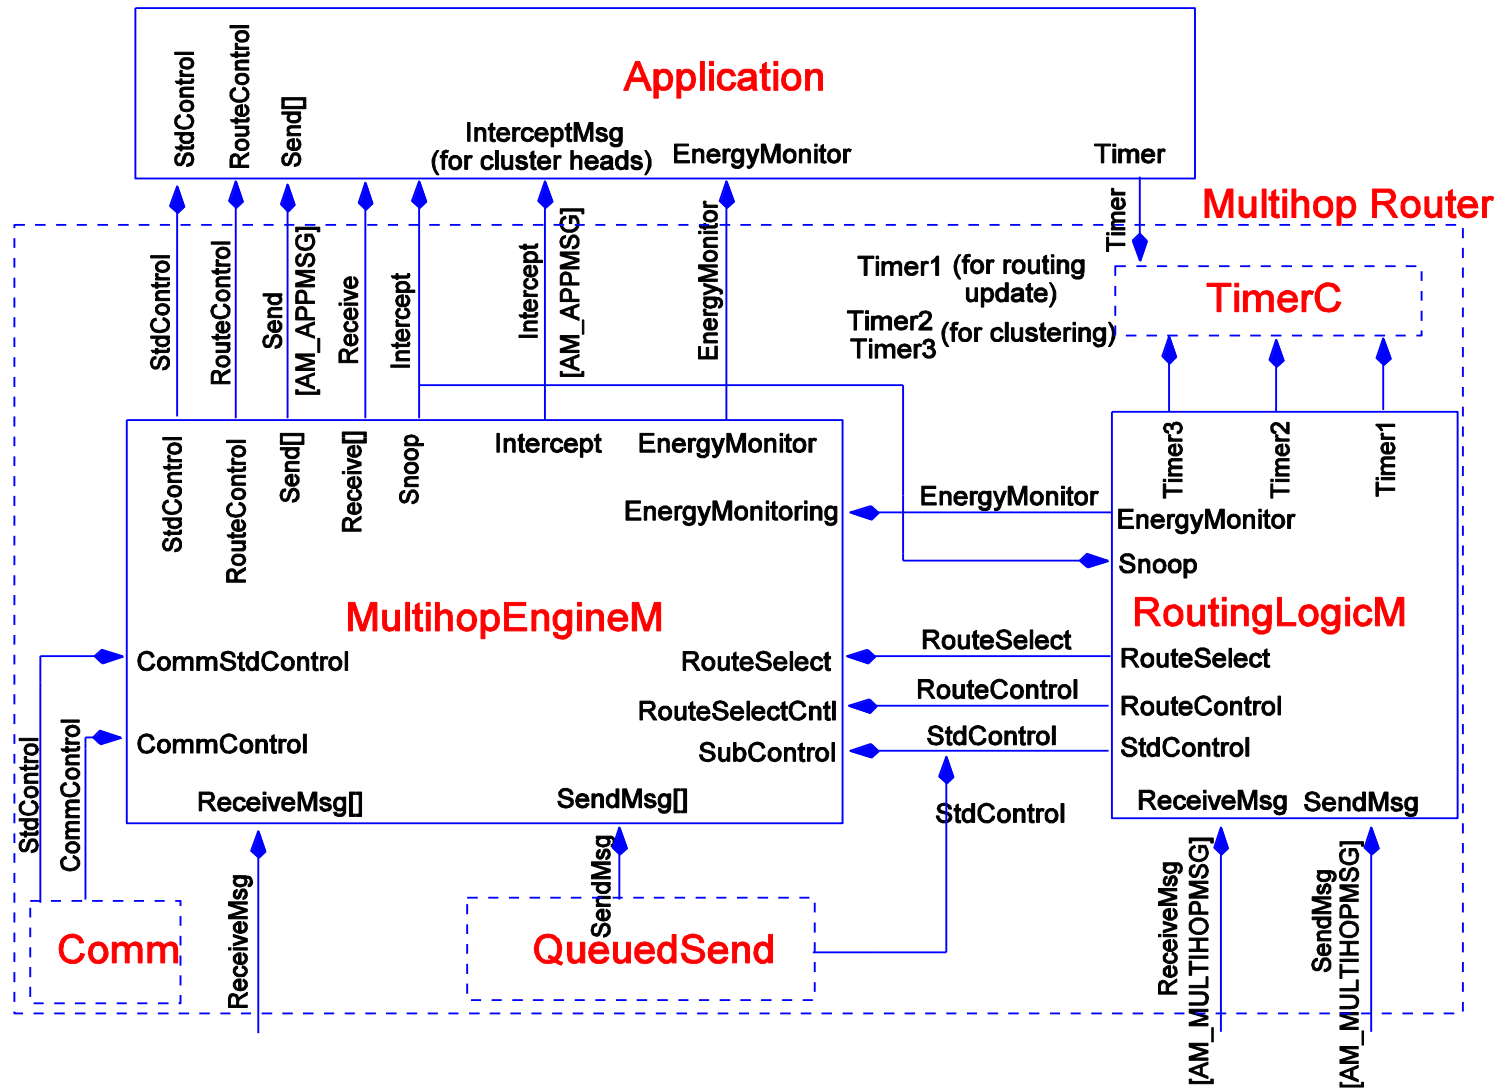 Application
StdControl
RouteControl
Send[]
InterceptMsg
(for cluster heads)
EnergyMonitor
Timer
Multihop Router
StdControl
RouteControl
Send
[AM_APPMSG]
Receive
Intercept
Intercept
[AM_APPMSG]
EnergyMonitor
Timer
Timer1 (for routing
update)
Timer2
Timer3
(for clustering)
TimerC
StdControl
RouteControl
Send[]
Receive[]
Snoop
Intercept
EnergyMonitor
EnergyMonitoring
MultihopEngineM
CommStdControl
CommControl
RouteSelect
RouteSelectCntl
SubControl
ReceiveMsg[]
SendMsg[]
EnergyMonitor
RouteSelect
RouteControl
StdControl
StdControl
Timer3
Timer2
Timer1
EnergyMonitor
Snoop
RoutingLogicM
RouteSelect
RouteControl
StdControl
ReceiveMsg
SendMsg
StdControl
CommControl
Comm
ReceiveMsg
SendMsg
QueuedSend
ReceiveMsg
[AM_MULTIHOPMSG]
SendMsg
[AM_MULTIHOPMSG]